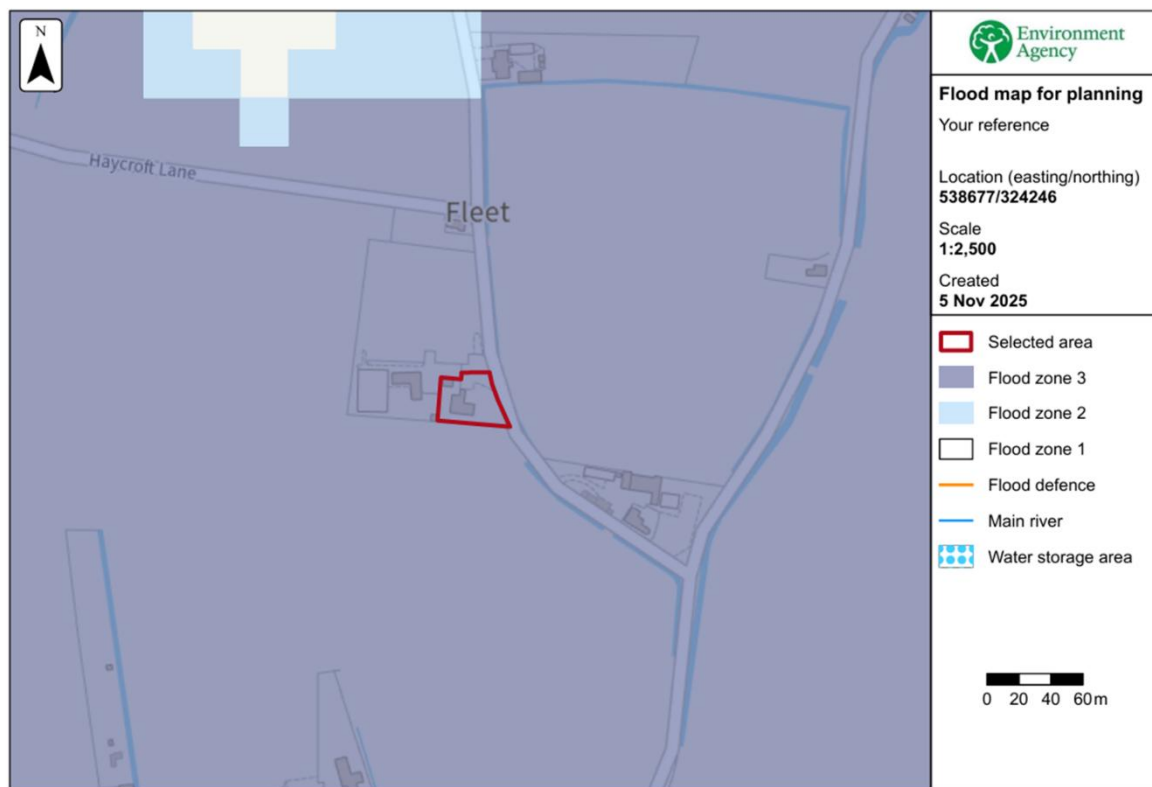 N
Haycroft Lane
Fleet
Environment
Agency
Flood map for planning
Your reference
Location (easting/northing)
538677/324246
Scale
1:2,500
Created
5 Nov 2025
Selected area
Flood zone 3
Flood zone 2
Flood zone 1
Flood defence
Main river
Water storage area
0 20 40 60m